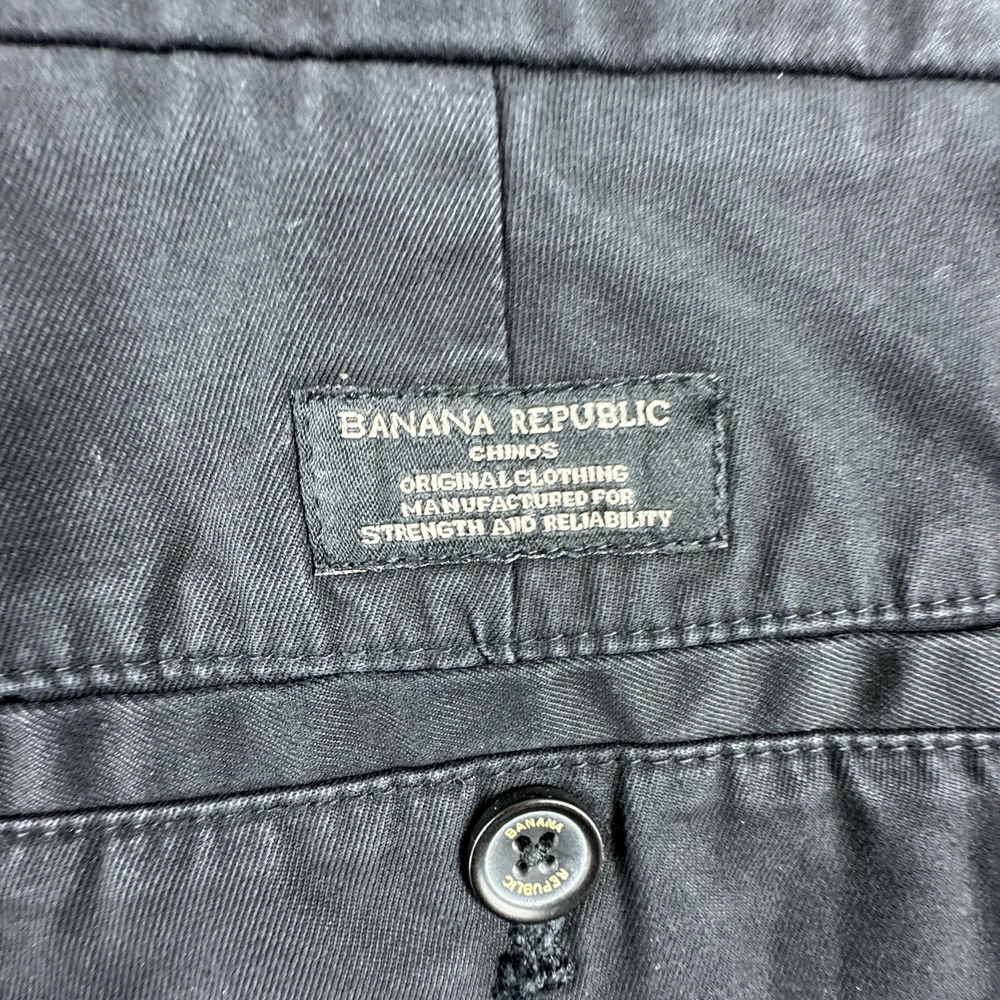 BANANA REPUBLIC
CHINOS
ORIGINAL CLOTHING
MANUFACTURED FOR
STRENGTH AND RELIABILITY
BANANA
REPUBLIC